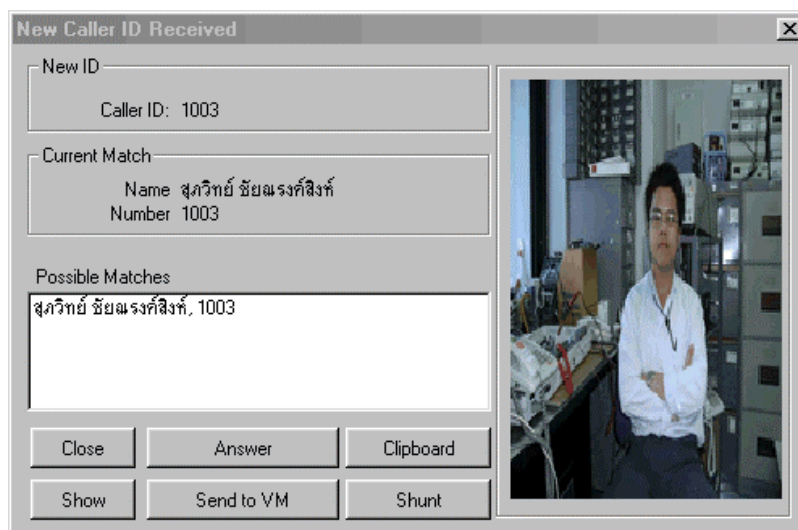 New Caller ID Received
New ID
Caller ID: 1003
Current Match
Name สุภวิทย์ ชัยณรงค์สิงห์
Number 1003
Possible Matches
สุภวิทย์ ชัยณรงค์สิงห์, 1003
Close
Answer
Clipboard
Show
Send to VM
Shunt